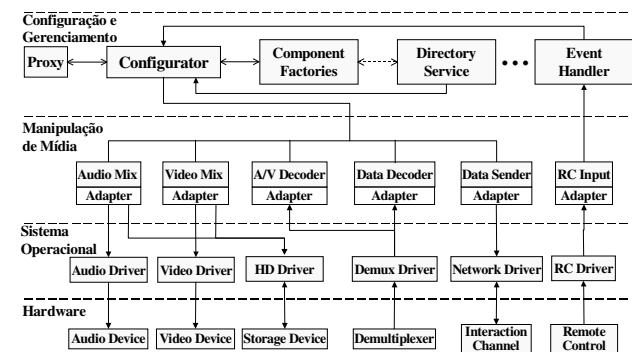 Configuração e
Gerenciamento
Proxy
Configurator
Component
Factories
Directory
Service
Event
Handler
Manipulação
de Mídia
Audio Mix
Adapter
Video Mix
Adapter
A/V Decoder
Adapter
Data Decoder
Adapter
Data Sender
Adapter
RC Input
Adapter
Sistema
Operacional
Audio Driver
Video Driver
HD Driver
Demux Driver
Network Driver
RC Driver
Hardware
Audio Device
Video Device
Storage Device
Demultiplexer
Interaction
Channel
Remote
Control